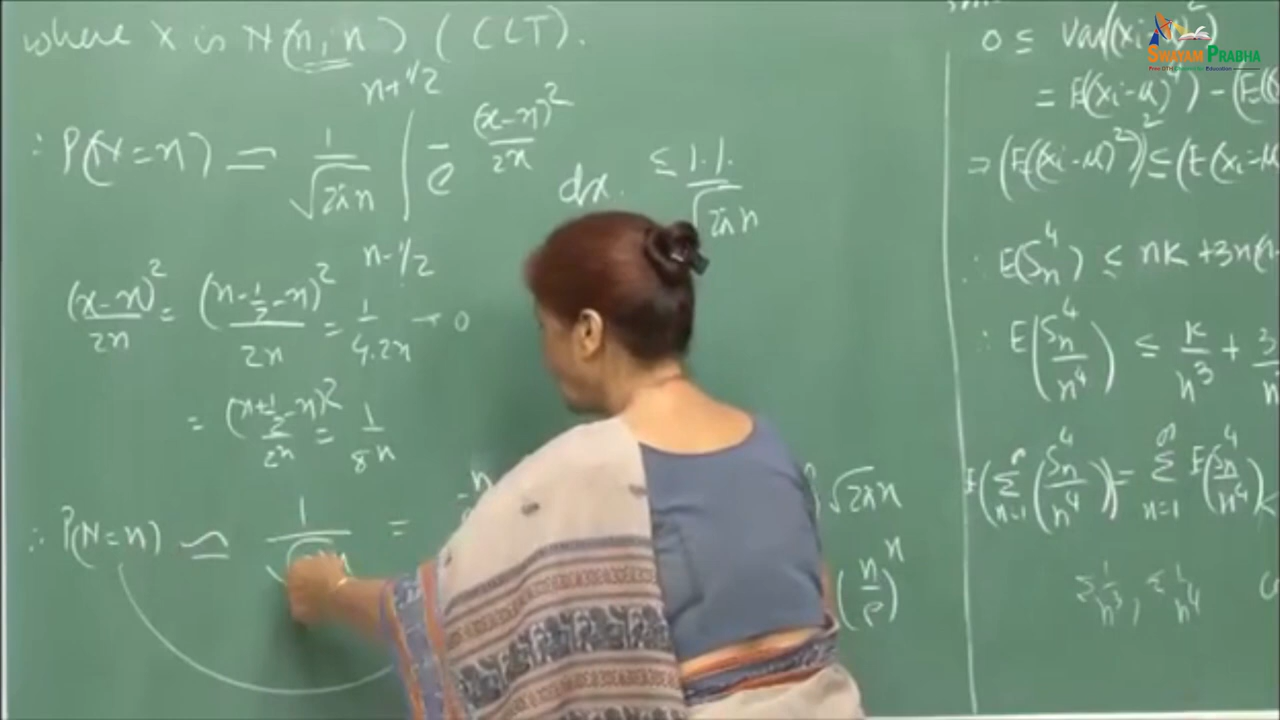 where X is N(n, n) (CLT).
n+1/2
∴ P(N=n) ≃ 1/√2πn ∫ e^-(x-n)²/2n dx. ≤ 1.1/√2πn
n-1/2
(x-n)²/2n = (n-1/2-n)²/2n = 1/4.2n → 0
= (n+1/2-n)²/2n = 1/8n
∴ P(N=n) ≃ 1/√ =
√2πn
(n/e)^n
0 ≤ Var(Xi-μ)²
= E((Xi-μ)⁴) - (E((
⇒ (E((Xi-μ)²))² ≤ (E(Xi-μ
∴ E(Sn⁴) ≤ nK + 3n(n-
∴ E(Sn⁴/n⁴) ≤ K/n³ + 3
E(∑n=1^∞ (Sn⁴/n⁴)) = ∑n=1^∞ E(Sn⁴/n⁴) <
∑1/n³, ∑1/n⁴
SWAYAM PRABHA